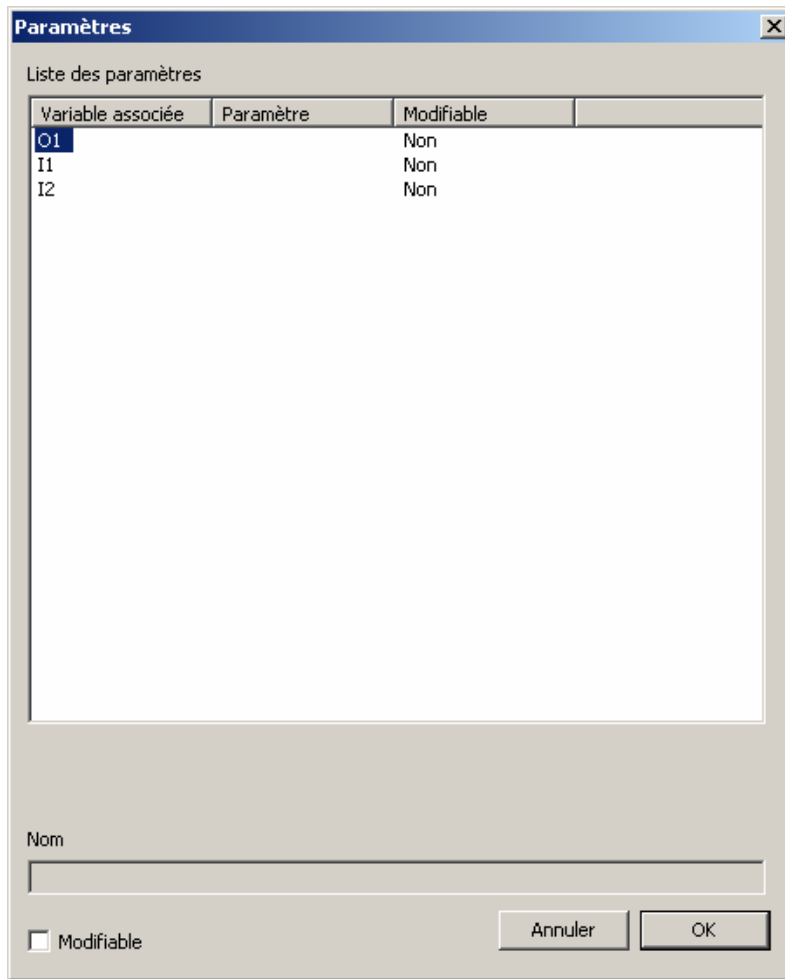 Paramètres
Liste des paramètres
Variable associée Paramètre Modifiable
O1 Non
I1 Non
I2 Non
Nom
Modifiable
Annuler OK